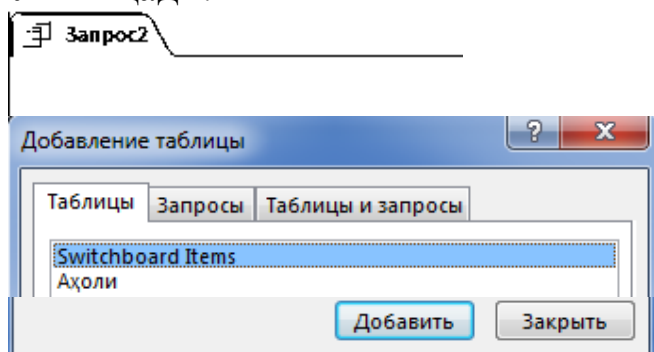 Запрос2
Добавление таблицы
Таблицы Запросы Таблицы и запросы
Switchboard Items
Аҳоли
Добавить Закрыть